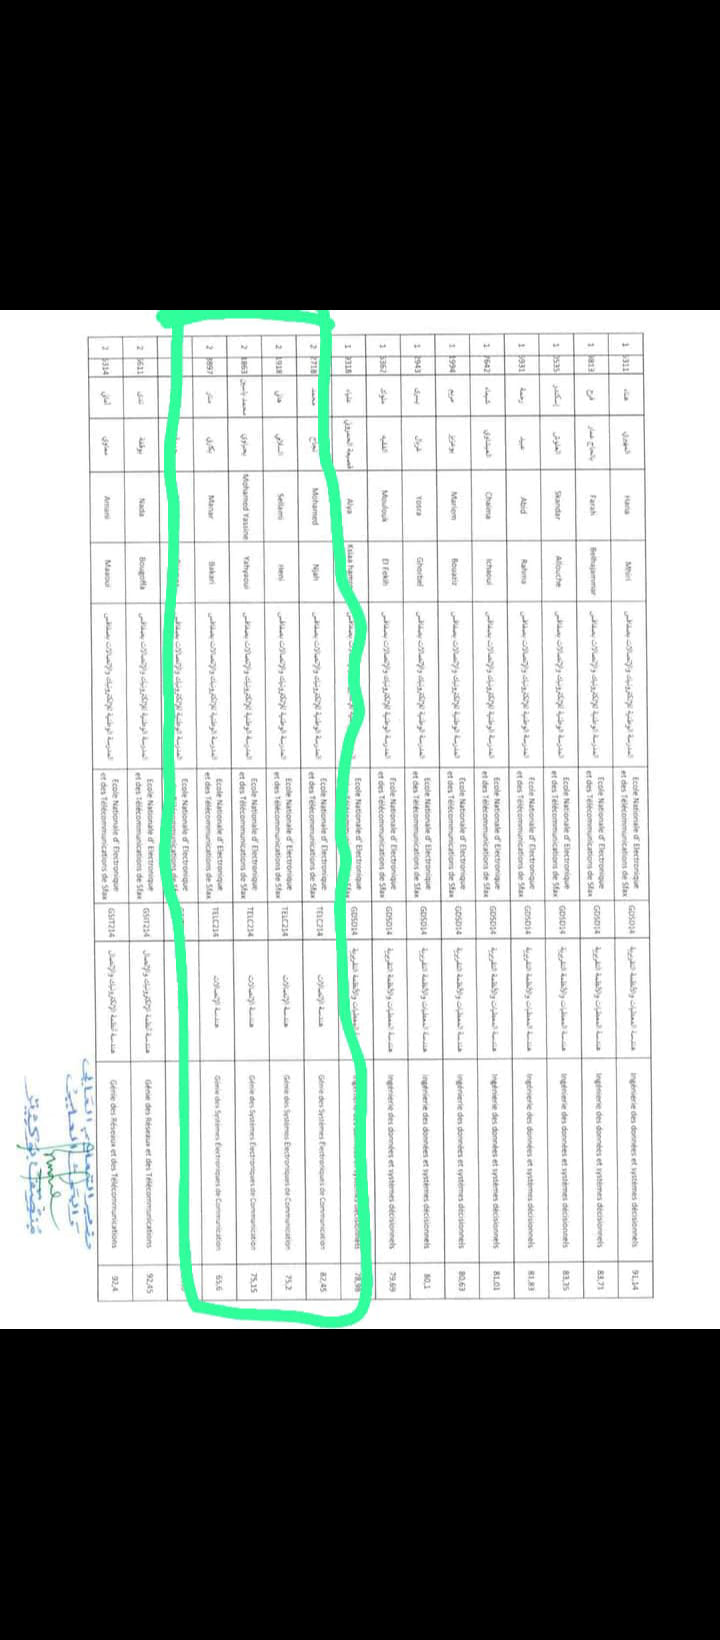 1 5311 هناء المهيري Hana Mhiri المدرسة الوطنية للإلكترونيك والإتصالات بصفاقس Ecole Nationale d' Electronique et des Télécommunications de Sfax GDSD14 هندسة المعطيات والأنظمة التقريرية Ingénierie des données et systèmes décisionnels 91,14
1 9813 فرح بالحاج عمار Farah Belhajammar المدرسة الوطنية للإلكترونيك والإتصالات بصفاقس Ecole Nationale d' Electronique et des Télécommunications de Sfax GDSD14 هندسة المعطيات والأنظمة التقريرية Ingénierie des données et systèmes décisionnels 83,71
1 0535 إسكندر العلوش Skandar Allouche المدرسة الوطنية للإلكترونيك والإتصالات بصفاقس Ecole Nationale d' Electronique et des Télécommunications de Sfax GDSD14 هندسة المعطيات والأنظمة التقريرية Ingénierie des données et systèmes décisionnels 83,35
1 5931 رحمة عبيد Abid Rahma المدرسة الوطنية للإلكترونيك والإتصالات بصفاقس Ecole Nationale d' Electronique et des Télécommunications de Sfax GDSD14 هندسة المعطيات والأنظمة التقريرية Ingénierie des données et systèmes décisionnels 81,83
1 7642 شيماء العيشاوي Chaima Ichaoui المدرسة الوطنية للإلكترونيك والإتصالات بصفاقس Ecole Nationale d' Electronique et des Télécommunications de Sfax GDSD14 هندسة المعطيات والأنظمة التقريرية Ingénierie des données et systèmes décisionnels 81,01
1 1994 مريم بوعزيز Mariem Bouaziz المدرسة الوطنية للإلكترونيك والإتصالات بصفاقس Ecole Nationale d' Electronique et des Télécommunications de Sfax GDSD14 هندسة المعطيات والأنظمة التقريرية Ingénierie des données et systèmes décisionnels 80,63
1 2943 يسرى غربال Yosra Ghorbel المدرسة الوطنية للإلكترونيك والإتصالات بصفاقس Ecole Nationale d' Electronique et des Télécommunications de Sfax GDSD14 هندسة المعطيات والأنظمة التقريرية Ingénierie des données et systèmes décisionnels 80,1
1 5362 ملوك الفقيه Moulouk El Fekih المدرسة الوطنية للإلكترونيك والإتصالات بصفاقس Ecole Nationale d' Electronique et des Télécommunications de Sfax GDSD14 هندسة المعطيات والأنظمة التقريرية Ingénierie des données et systèmes décisionnels 79,69
1 9318 علياء قصيعة الحمروني Alya Ksiaa المدرسة الوطنية للإلكترونيك والإتصالات بصفاقس Ecole Nationale d' Electronique et des Télécommunications de Sfax GDSD14 هندسة المعطيات والأنظمة التقريرية Ingénierie des données et systèmes décisionnels 78,98
2 2718 محمد نجاح Mohamed Njah المدرسة الوطنية للإلكترونيك والإتصالات بصفاقس Ecole Nationale d' Electronique et des Télécommunications de Sfax TELC214 هندسة الإتصالات Génie des Systèmes Électroniques de Communication 82,45
2 1918 هاني السلامي Sellami Heni المدرسة الوطنية للإلكترونيك والإتصالات بصفاقس Ecole Nationale d' Electronique et des Télécommunications de Sfax TELC214 هندسة الإتصالات Génie des Systèmes Électroniques de Communication 75,2
2 1863 محمد ياسين يحياوي Mohamed Yassine Yahyaoui المدرسة الوطنية للإلكترونيك والإتصالات بصفاقس Ecole Nationale d' Electronique et des Télécommunications de Sfax TELC214 هندسة الإتصالات Génie des Systèmes Électroniques de Communication 75,15
2 3897 منار بكاري Manar Bakari المدرسة الوطنية للإلكترونيك والإتصالات بصفاقس Ecole Nationale d' Electronique et des Télécommunications de Sfax TELC214 هندسة الإتصالات Génie des Systèmes Électroniques de Communication 65,6
Ecole Nationale d' Electronique et des Télécommunications de Sfax
2 5611 ندى بوقفة Nada Bougoffa المدرسة الوطنية للإلكترونيك والإتصالات بصفاقس Ecole Nationale d' Electronique et des Télécommunications de Sfax GSIT214 هندسة أنظمة الإلكترونيك والإتصال Génie des Réseaux et des Télécommunications 92,45
2 5314 أماني معاوي Amani Maaoui المدرسة الوطنية للإلكترونيك والإتصالات بصفاقس Ecole Nationale d' Electronique et des Télécommunications de Sfax GSIT214 هندسة أنظمة الإلكترونيك والإتصال Génie des Réseaux et des Télécommunications 92,4
وزير التعليم العالي
والبحث العلمي
منصف بوكثير